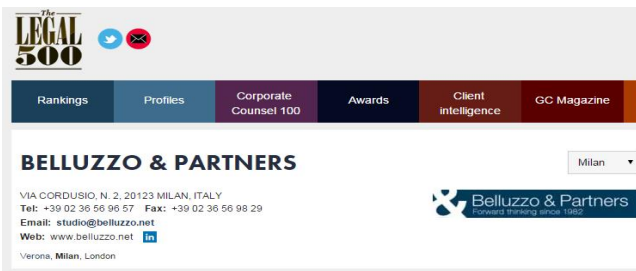 The
LEGAL
500
Rankings
Profiles
Corporate
Counsel 100
Awards
Client
intelligence
GC Magazine
BELLUZZO & PARTNERS
Milan
VIA CORDUSIO, N. 2, 20123 MILAN, ITALY
Tel: +39 02 36 56 96 57 Fax: +39 02 36 56 98 29
Email: studio@belluzzo.net
Web: www.belluzzo.net in
Verona, Milan, London
Belluzzo & Partners
Forward thinking since 1982